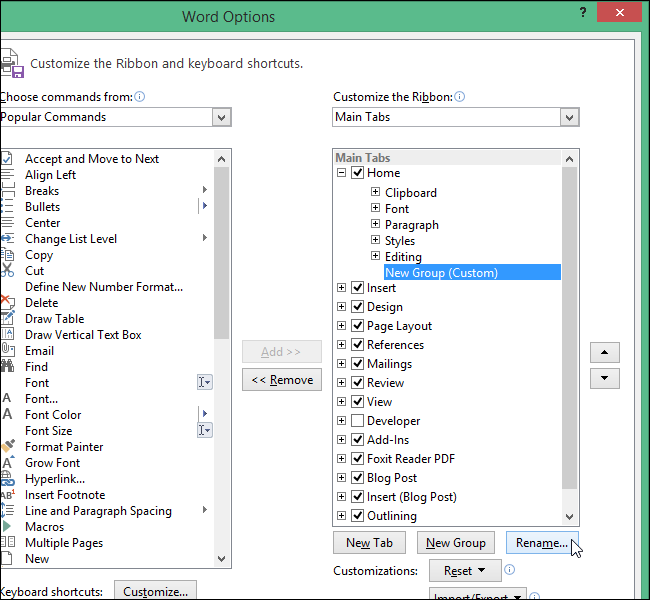 Word Options
?
Customize the Ribbon and keyboard shortcuts.
Choose commands from:
Popular Commands
Customize the Ribbon:
Main Tabs
Accept and Move to Next
Align Left
Breaks
Bullets
Center
Change List Level
Copy
Cut
Define New Number Format...
Delete
Draw Table
Draw Vertical Text Box
Email
Find
Font
Font...
Font Color
Font Size
Format Painter
Grow Font
Hyperlink...
Insert Footnote
Line and Paragraph Spacing
Macros
Multiple Pages
New
Add >>
<< Remove
Main Tabs
Home
Clipboard
Font
Paragraph
Styles
Editing
New Group (Custom)
Insert
Design
Page Layout
References
Mailings
Review
View
Developer
Add-Ins
Foxit Reader PDF
Blog Post
Insert (Blog Post)
Outlining
New Tab
New Group
Rename...
Customizations:
Reset
Import/Export
Keyboard shortcuts:
Customize...